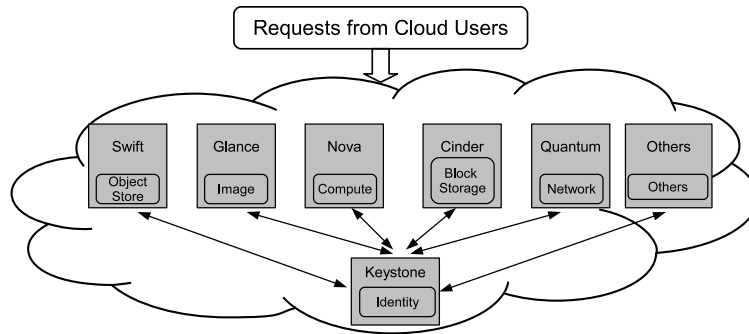 Requests from Cloud Users
Swift
Object
Store
Glance
Image
Nova
Compute
Cinder
Block
Storage
Quantum
Network
Others
Others
Keystone
Identity